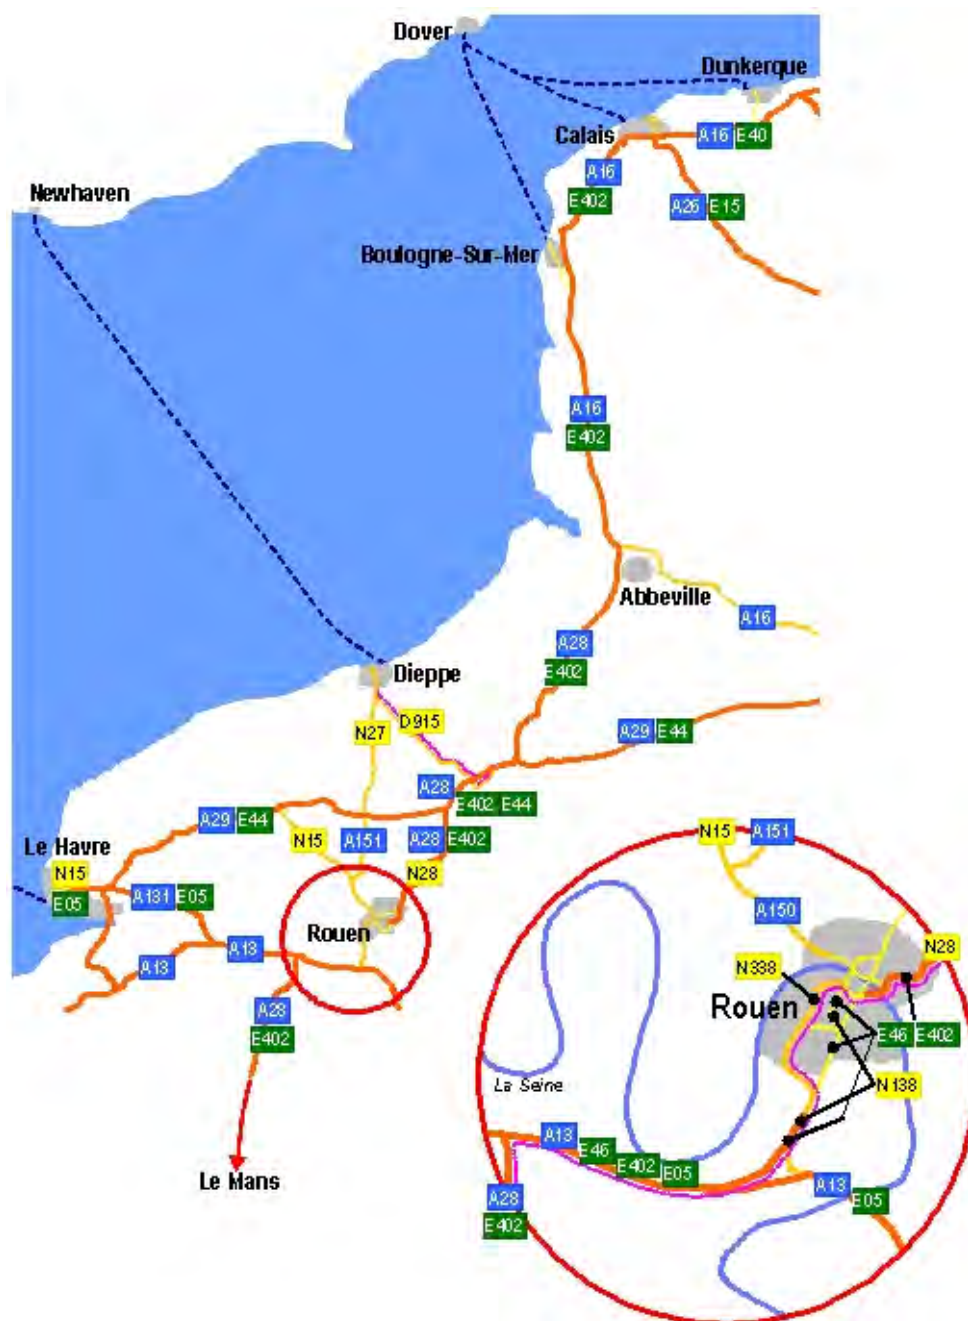 Dover
Dunkerque
Calais
A16 E40
A16
E402
A26 E15
Newhaven
Boulogne-Sur-Mer
A16
E402
Abbeville
A16
A28
E402
Dieppe
D915
N27
A29 E44
A28
E402 E44
A29 E44
N15
A151
A28 E402
Le Havre
N15
E05
A131 E05
N28
Rouen
A13
A13
A28
E402
Le Mans
N15
A151
A150
N28
N338
Rouen
E46 E402
La Seine
N138
A13
E46
E402
E05
A13
E05
A28
E402